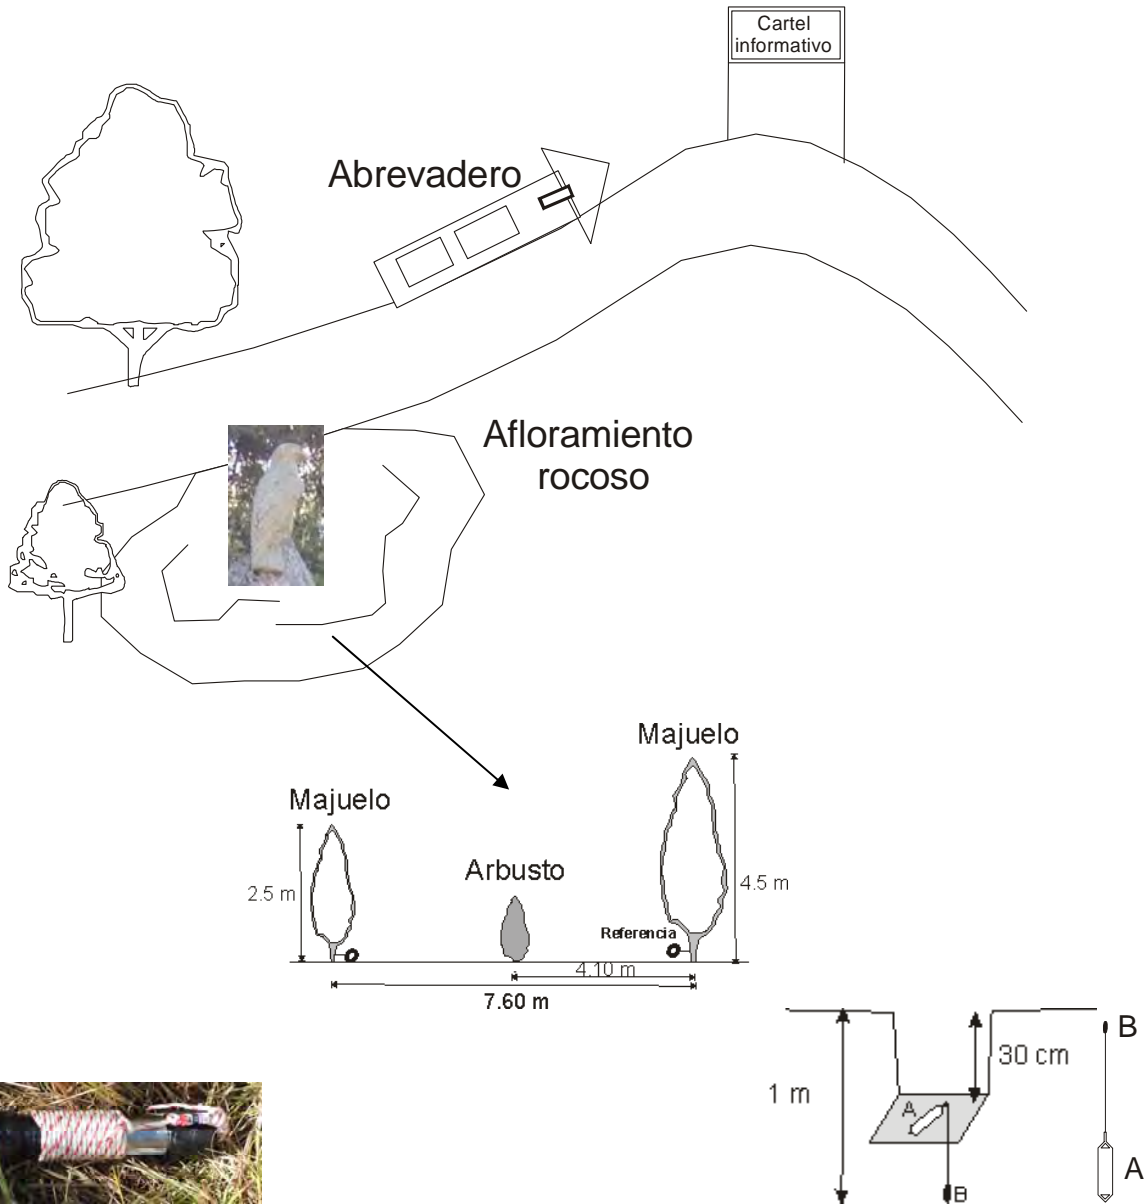 Cartel
informativo
Abrevadero
Afloramiento
rocoso
Majuelo
Majuelo
Arbusto
2.5 m
4.5 m
Referencia
4.10 m
7.60 m
B
30 cm
1 m
A
A
B